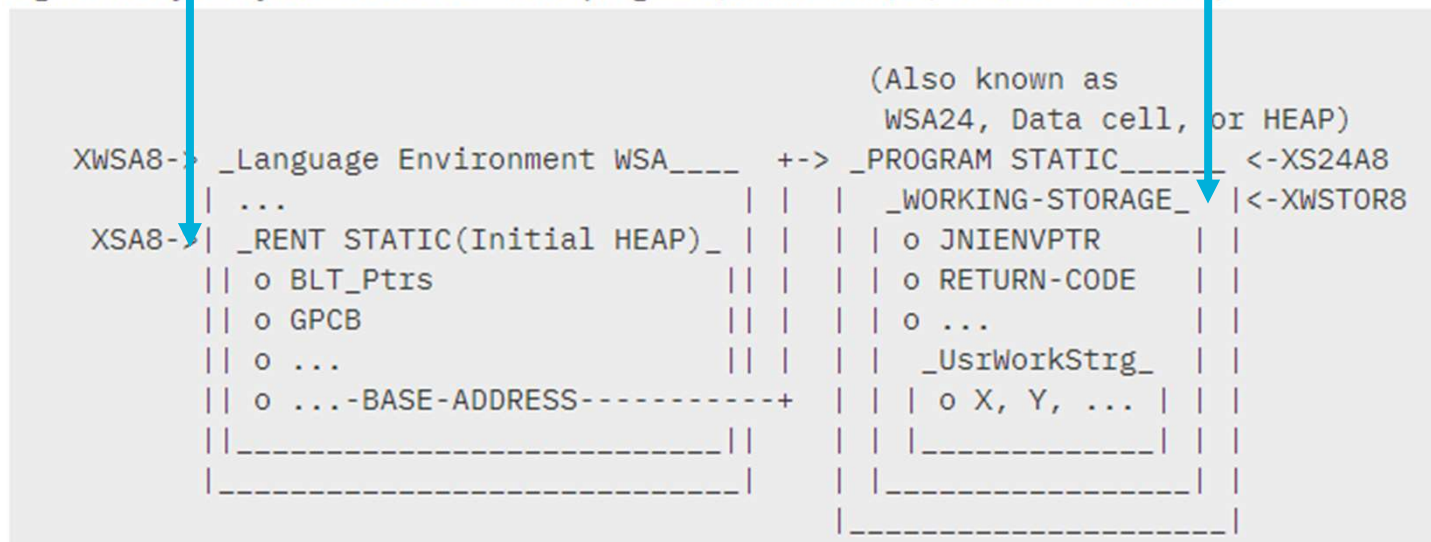 (Also known as
WSA24, Data cell, or HEAP)
XWSA8-> _Language Environment WSA____ +-> _PROGRAM STATIC______ <-XS24A8
| ... | | | _WORKING-STORAGE_ |<-XWSTOR8
XSA8->| _RENT STATIC(Initial HEAP)_ | | | | o JNIENVPTR | |
|| o BLT_Ptrs || | | | o RETURN-CODE | |
|| o GPCB || | | | o ... | |
|| o ... || | | | _UsrWorkStrg_ | |
|| o ...-BASE-ADDRESS-----------+ | | | o X, Y, ... | | |
||___________________________|| | | |_____________| | |
|_____________________________| | |_________________| |
|_____________________|